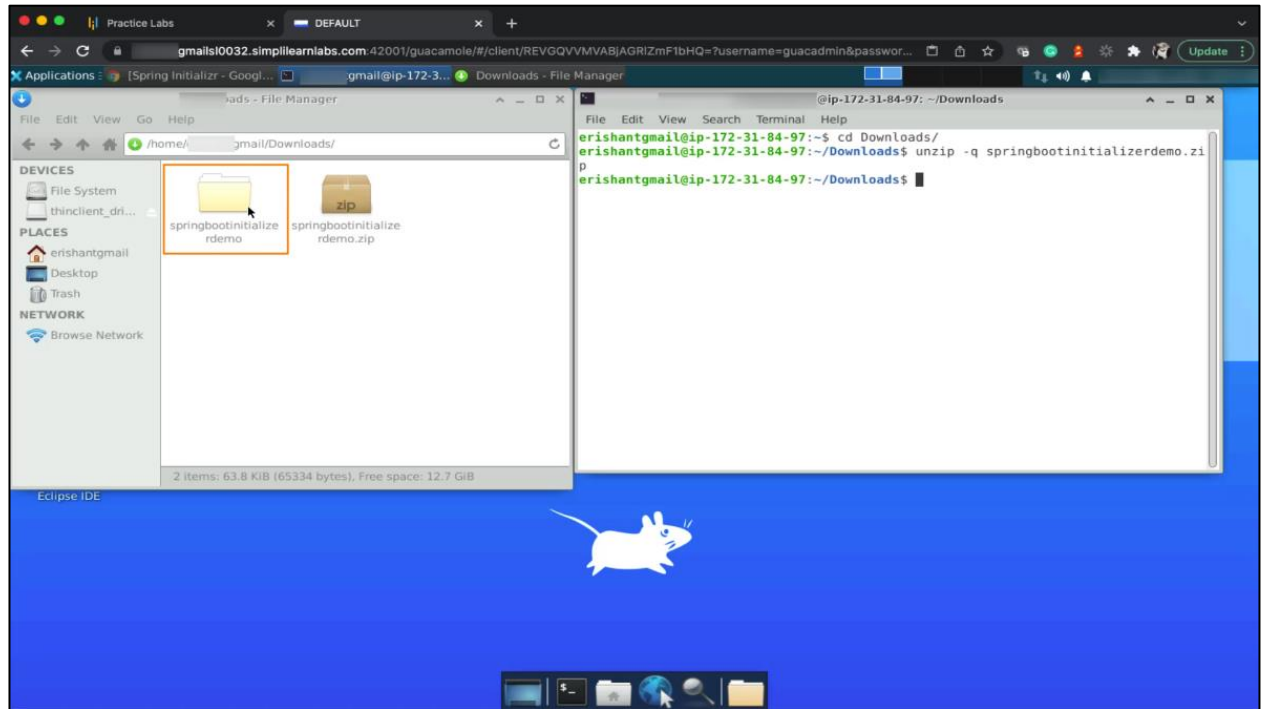 Practice Labs
DEFAULT
gmailsl0032.simplilearnlabs.com:42001/guacamole/#/client/REVGQVVMVABjAGRlZmF1bHQ=?username=guacadmin&passwor...
Update
Applications
[Spring Initializr - Googl...
gmail@ip-172-3...
Downloads - File Manager
ads - File Manager
File Edit View Go Help
/home/ gmail/Downloads/
DEVICES
File System
thinclient_dri...
PLACES
erishantgmail
Desktop
Trash
NETWORK
Browse Network
springbootinitialize
rdemo
zip
springbootinitialize
rdemo.zip
2 items: 63.8 KiB (65334 bytes), Free space: 12.7 GiB
@ip-172-31-84-97: ~/Downloads
File Edit View Search Terminal Help
erishantgmail@ip-172-31-84-97:~$ cd Downloads/
erishantgmail@ip-172-31-84-97:~/Downloads$ unzip -q springbootinitializerdemo.zi
p
erishantgmail@ip-172-31-84-97:~/Downloads$
Eclipse IDE
$_